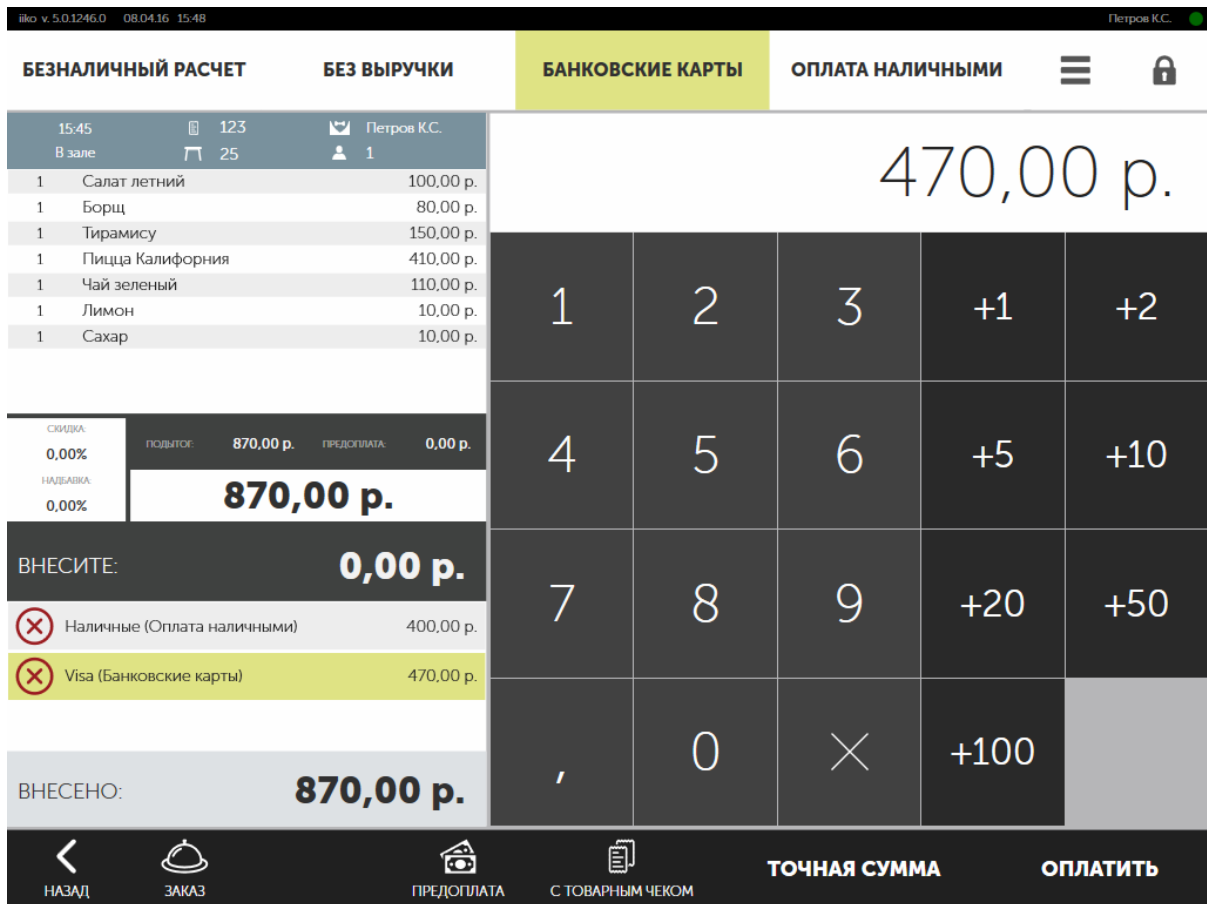 iiko v. 5.0.1246.0 08.04.16 15:48 Петров К.С.
БЕЗНАЛИЧНЫЙ РАСЧЕТ БЕЗ ВЫРУЧКИ БАНКОВСКИЕ КАРТЫ ОПЛАТА НАЛИЧНЫМИ
15:45 123 Петров К.С.
В зале 25 1
1 Салат летний 100,00 р.
1 Борщ 80,00 р.
1 Тирамису 150,00 р.
1 Пицца Калифорния 410,00 р.
1 Чай зеленый 110,00 р.
1 Лимон 10,00 р.
1 Сахар 10,00 р.
СКИДКА:
0,00%
НАДБАВКА:
0,00%
ПОДЫТОГ: 870,00 р. ПРЕДОПЛАТА: 0,00 р.
870,00 р.
ВНЕСИТЕ: 0,00 р.
Наличные (Оплата наличными) 400,00 р.
Visa (Банковские карты) 470,00 р.
ВНЕСЕНО: 870,00 р.
470,00 р.
1 2 3 +1 +2
4 5 6 +5 +10
7 8 9 +20 +50
, 0 × +100
НАЗАД ЗАКАЗ ПРЕДОПЛАТА С ТОВАРНЫМ ЧЕКОМ ТОЧНАЯ СУММА ОПЛАТИТЬ